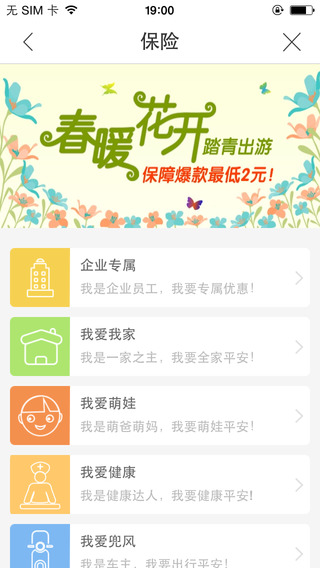 无 SIM 卡
19:00
保险
春暖花开
踏青出游
保障爆款最低2元!
企业专属
我是企业员工，我要专属优惠!
我爱我家
我是一家之主，我要全家平安!
我爱萌娃
我是萌爸萌妈，我要萌娃平安!
我爱健康
我是健康达人，我要健康平安!
我爱兜风
我是车主，我要出行平安!